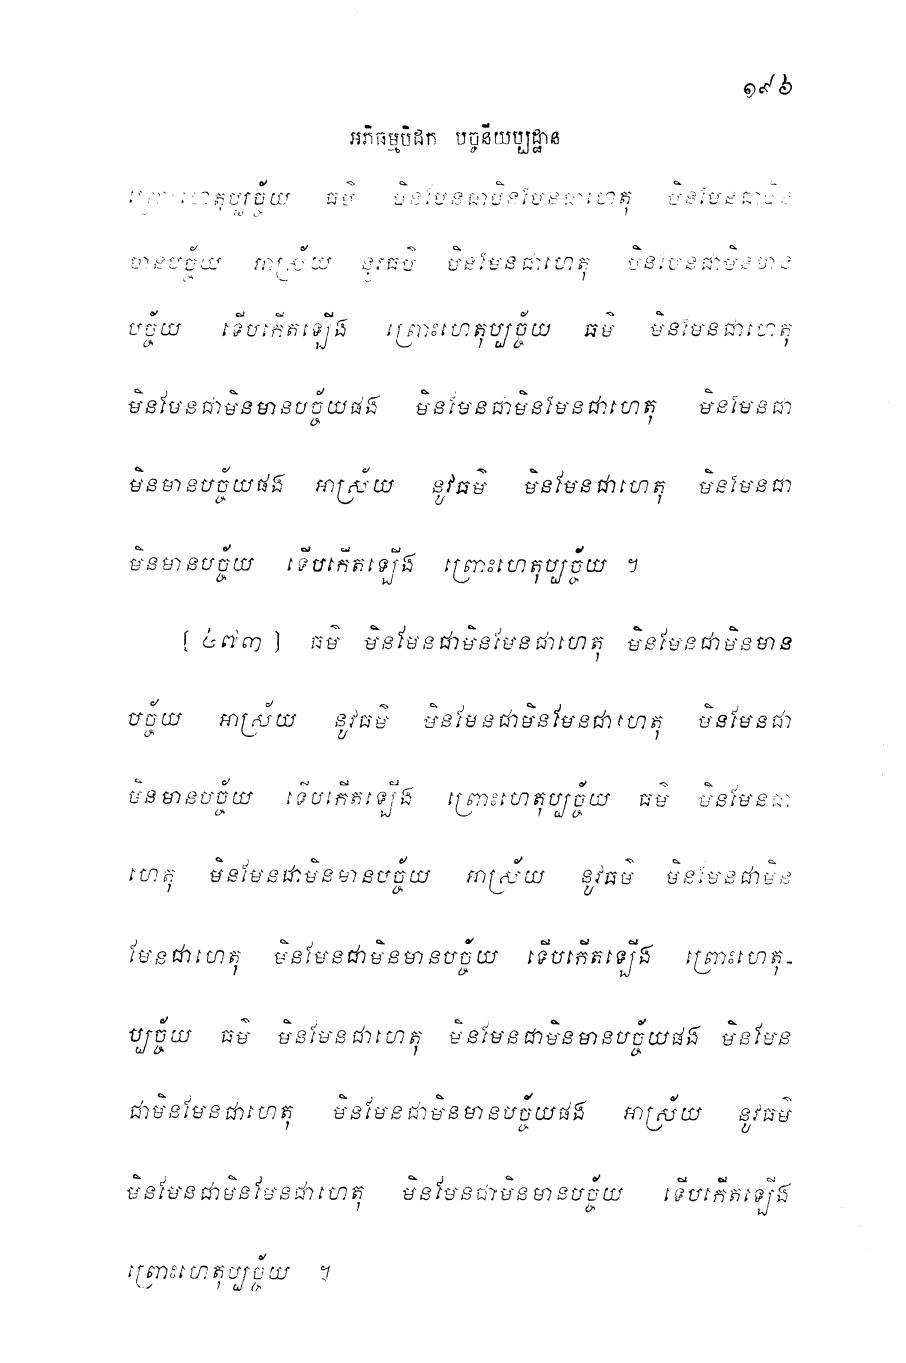 ១៩៦
អភិធម្មបិដក បច្ចនីយប្បដ្ឋាន
ព្រោះហេតុប្បច្ច័យ ធម៌ មិនមែនជាមិនមែនជាហេតុ មិនមែនជាមិន
មានបច្ច័យ អាស្រ័យ នូវធម៌ មិនមែនជាហេតុ មិនមែនជាមិនមាន
បច្ច័យ ទើបកើតឡើង ព្រោះហេតុប្បច្ច័យ ធម៌ មិនមែនជាហេតុ
មិនមែនជាមិនមានបច្ច័យផង មិនមែនជាមិនមែនជាហេតុ មិនមែនជា
មិនមានបច្ច័យផង អាស្រ័យ នូវធម៌ មិនមែនជាហេតុ មិនមែនជា
មិនមានបច្ច័យ ទើបកើតឡើង ព្រោះហេតុប្បច្ច័យ ។
[៤៧៣] ធម៌ មិនមែនជាមិនមែនជាហេតុ មិនមែនជាមិនមាន
បច្ច័យ អាស្រ័យ នូវធម៌ មិនមែនជាមិនមែនជាហេតុ មិនមែនជា
មិនមានបច្ច័យ ទើបកើតឡើង ព្រោះហេតុប្បច្ច័យ ធម៌ មិនមែនជា
ហេតុ មិនមែនជាមិនមានបច្ច័យ អាស្រ័យ នូវធម៌ មិនមែនជាមិន
មែនជាហេតុ មិនមែនជាមិនមានបច្ច័យ ទើបកើតឡើង ព្រោះហេតុ-
ប្បច្ច័យ ធម៌ មិនមែនជាហេតុ មិនមែនជាមិនមានបច្ច័យផង មិនមែន
ជាមិនមែនជាហេតុ មិនមែនជាមិនមានបច្ច័យផង អាស្រ័យ នូវធម៌
មិនមែនជាមិនមែនជាហេតុ មិនមែនជាមិនមានបច្ច័យ ទើបកើតឡើង
ព្រោះហេតុប្បច្ច័យ ។